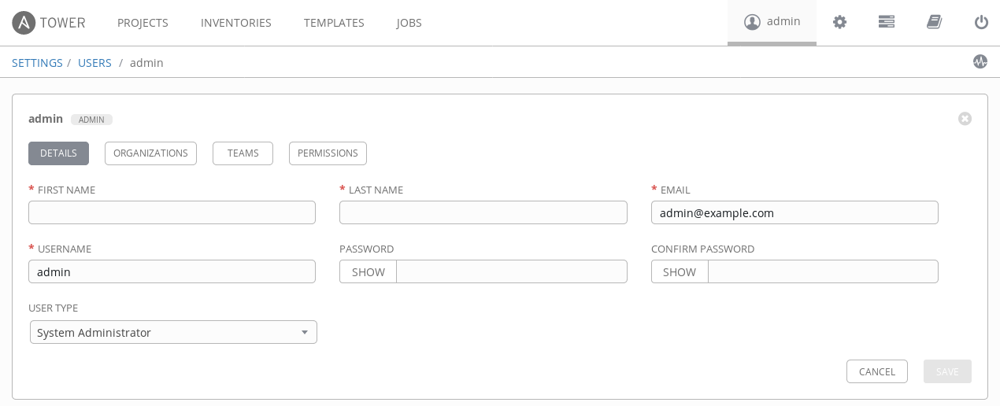 TOWER PROJECTS INVENTORIES TEMPLATES JOBS admin
SETTINGS / USERS / admin
admin ADMIN
DETAILS ORGANIZATIONS TEAMS PERMISSIONS
* FIRST NAME * LAST NAME * EMAIL
admin@example.com
* USERNAME PASSWORD CONFIRM PASSWORD
admin SHOW SHOW
USER TYPE
System Administrator
CANCEL SAVE